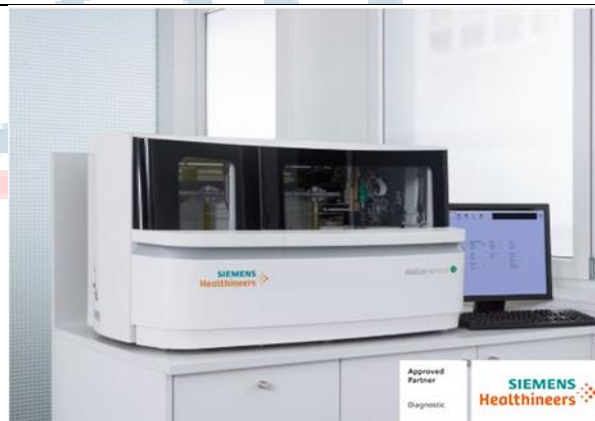 SIEMENS
Healthineers
Approved
Partner
Diagnostic
SIEMENS
Healthineers